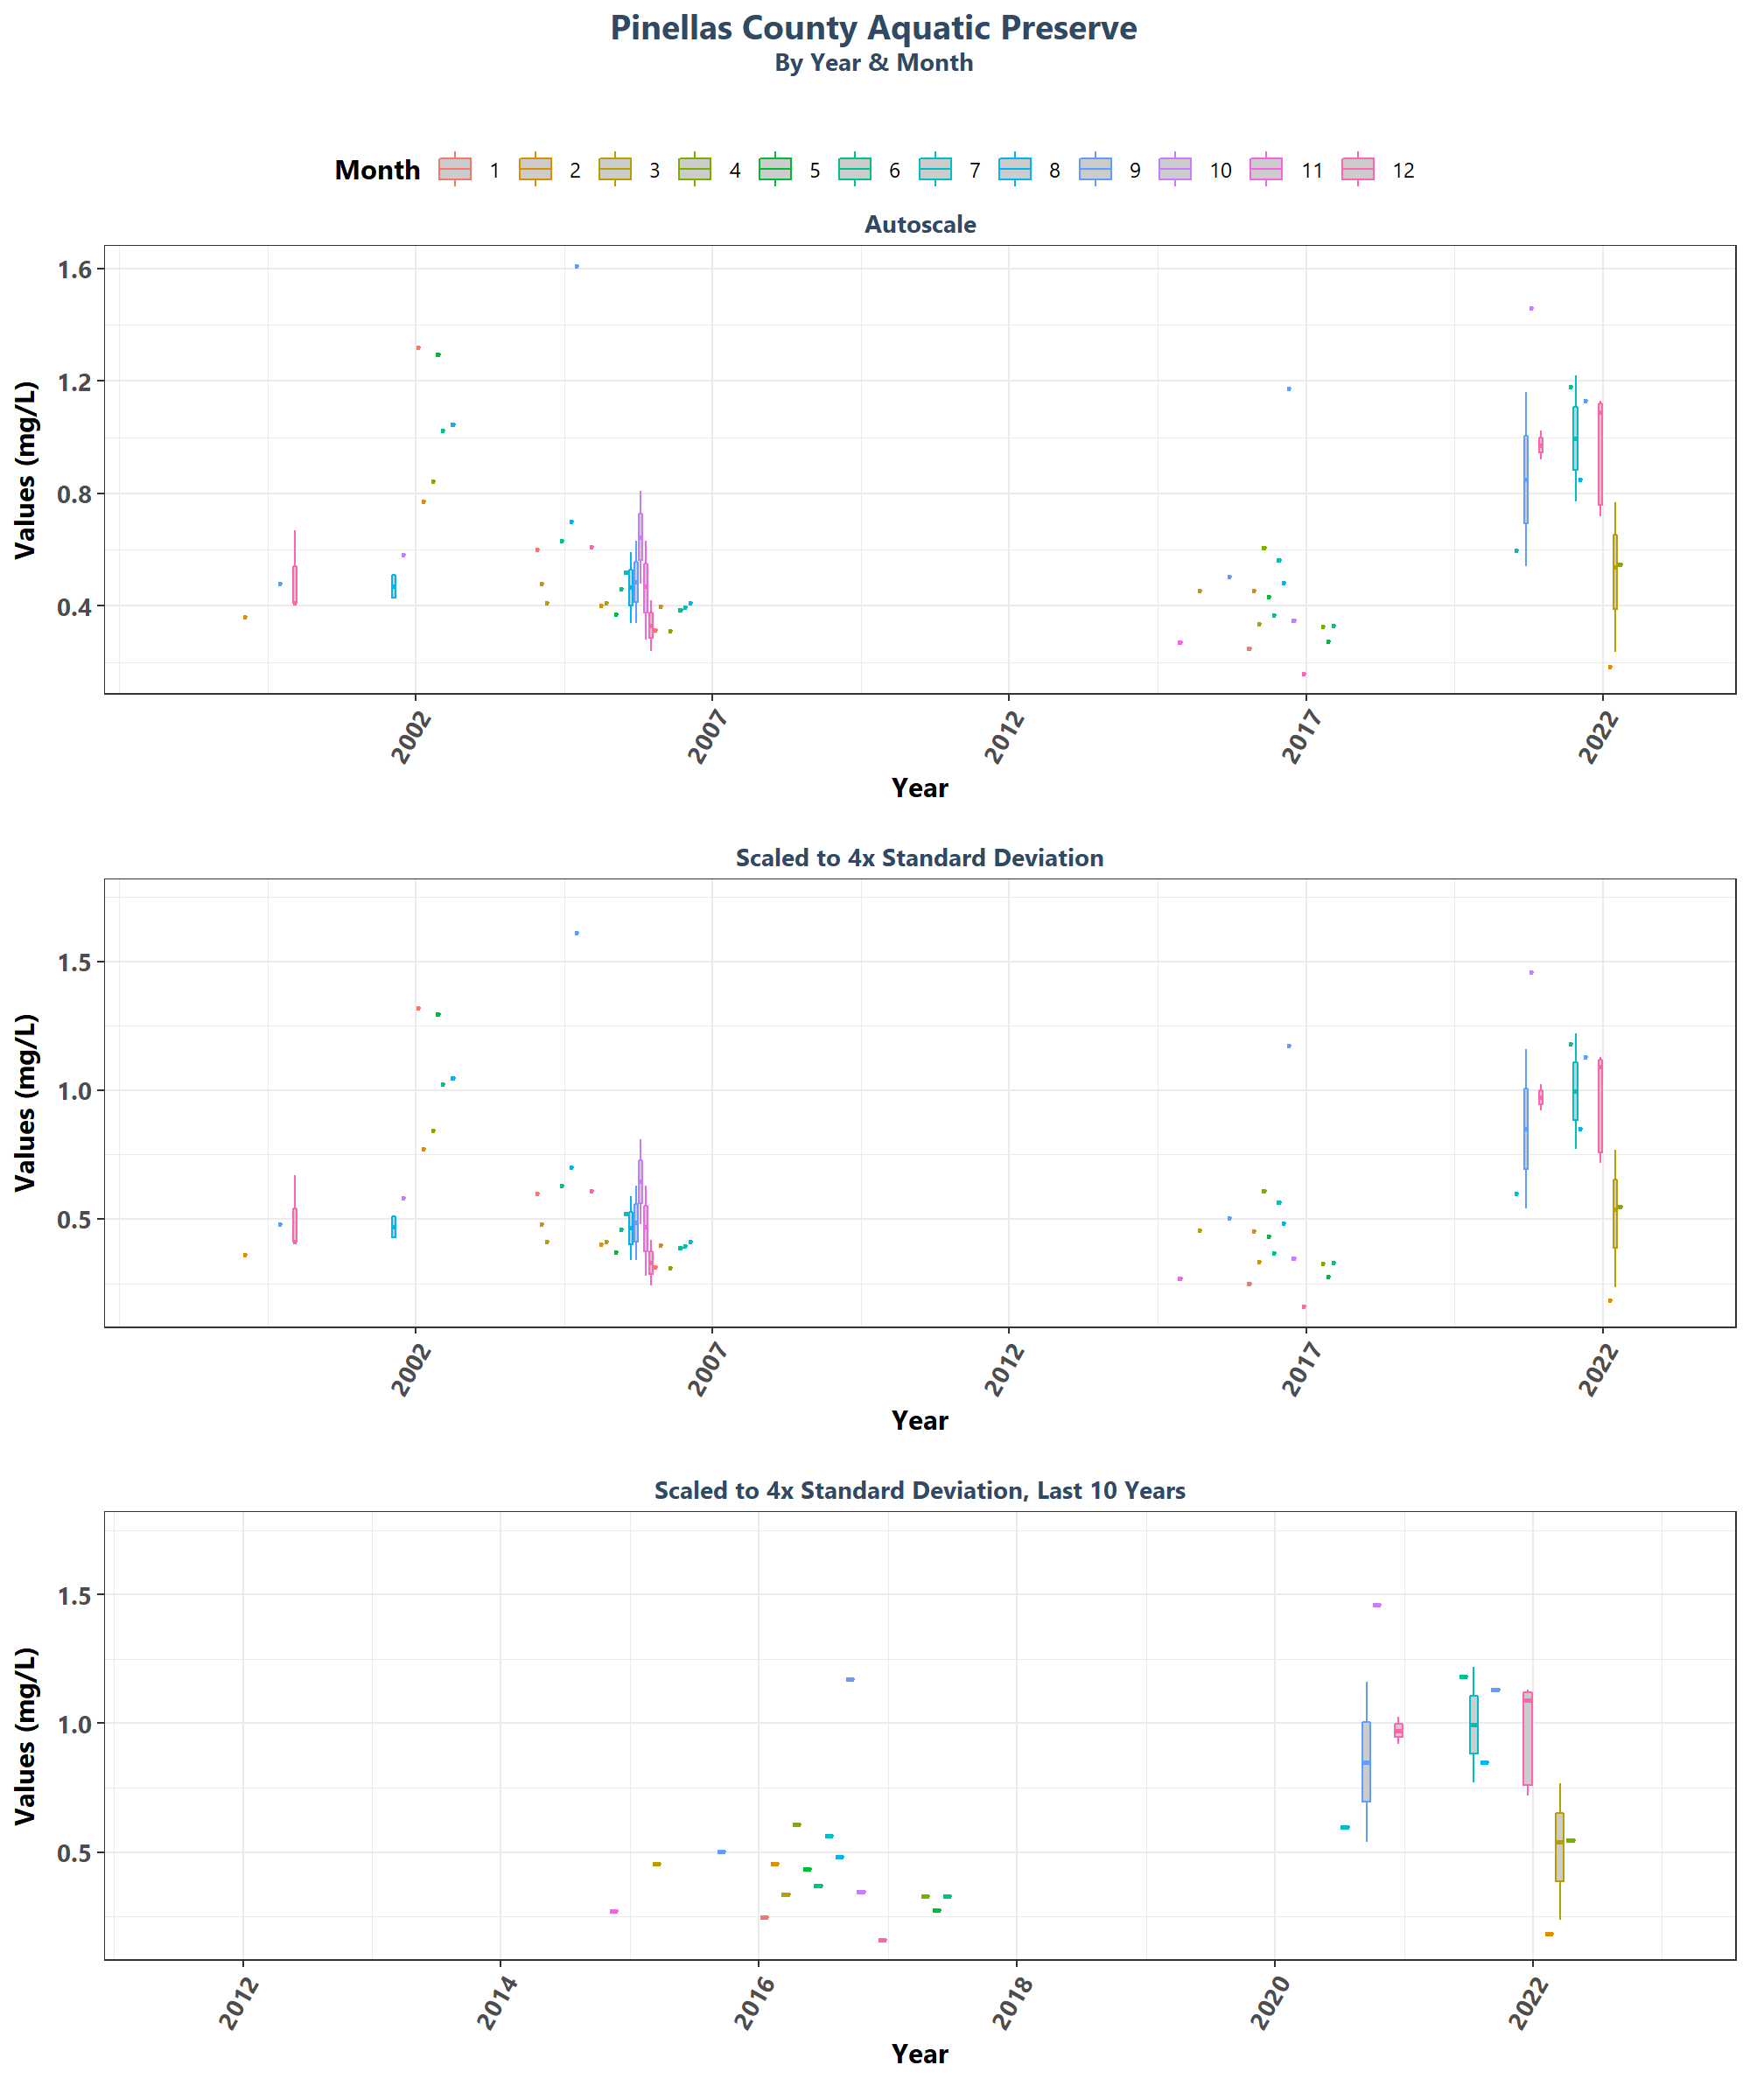 Pinellas County Aquatic Preserve
By Year & Month
Month 1 2 3 4 5 6 7 8 9 10 11 12
Autoscale
Values (mg/L)
1.6
1.2
0.8
0.4
2002 2007 2012 2017 2022
Year
Scaled to 4x Standard Deviation
Values (mg/L)
1.5
1.0
0.5
2002 2007 2012 2017 2022
Year
Scaled to 4x Standard Deviation, Last 10 Years
Values (mg/L)
1.5
1.0
0.5
2012 2014 2016 2018 2020 2022
Year